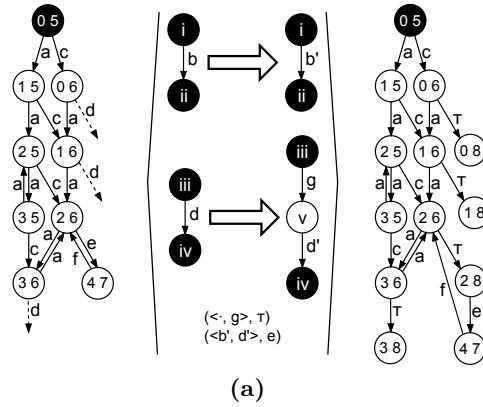 0 5
a c
1 5 0 6
d
a c a
2 5 1 6
d
a a c a
3 5 2 6
c a a f e
3 6 4 7
d
i i
b b'
ii ii
iii iii
d g
v
d'
iv iv
(<·, g>, τ)
(<b', d'>, e)
0 5
a c
1 5 0 6
a c a τ
2 5 1 6 0 8
a a c a τ
3 5 2 6 1 8
c a a τ
3 6 2 8
τ f e
3 8 4 7
(a)